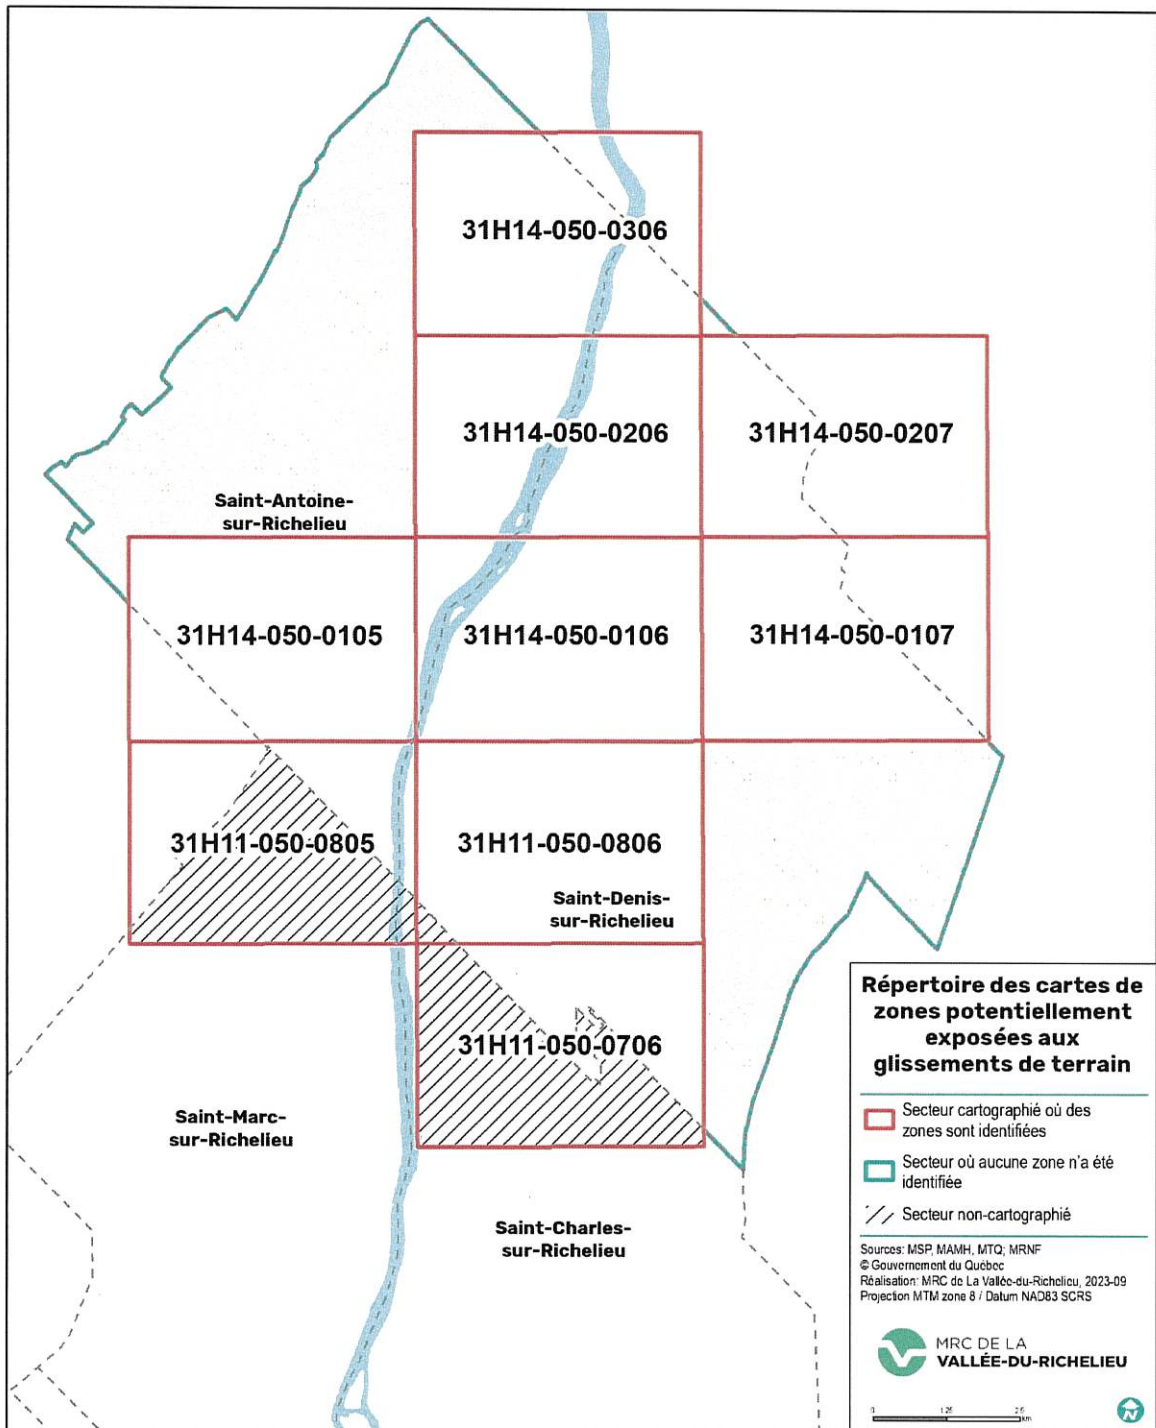 31H14-050-0306
31H14-050-0206
31H14-050-0207
Saint-Antoine-
sur-Richelieu
31H14-050-0105
31H14-050-0106
31H14-050-0107
31H11-050-0805
31H11-050-0806
Saint-Denis-
sur-Richelieu
31H11-050-0706
Saint-Marc-
sur-Richelieu
Saint-Charles-
sur-Richelieu
Répertoire des cartes de
zones potentiellement
exposées aux
glissements de terrain
Secteur cartographié où des
zones sont identifiées
Secteur où aucune zone n'a été
identifiée
Secteur non-cartographié
Sources: MSP, MAMH, MTQ; MRNF
© Gouvernement du Québec
Réalisation: MRC de La Vallée-du-Richelieu, 2023-09
Projection MTM zone 8 / Datum NAD83 SCRS
MRC DE LA
VALLÉE-DU-RICHELIEU
0
km
N